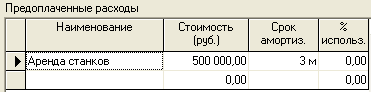 Предоплаченные расходы
Наименование Стоимость (руб.) Срок амортиз. % использ.
Аренда станков 500 000,00 3 м 0,00
0,00 0,00